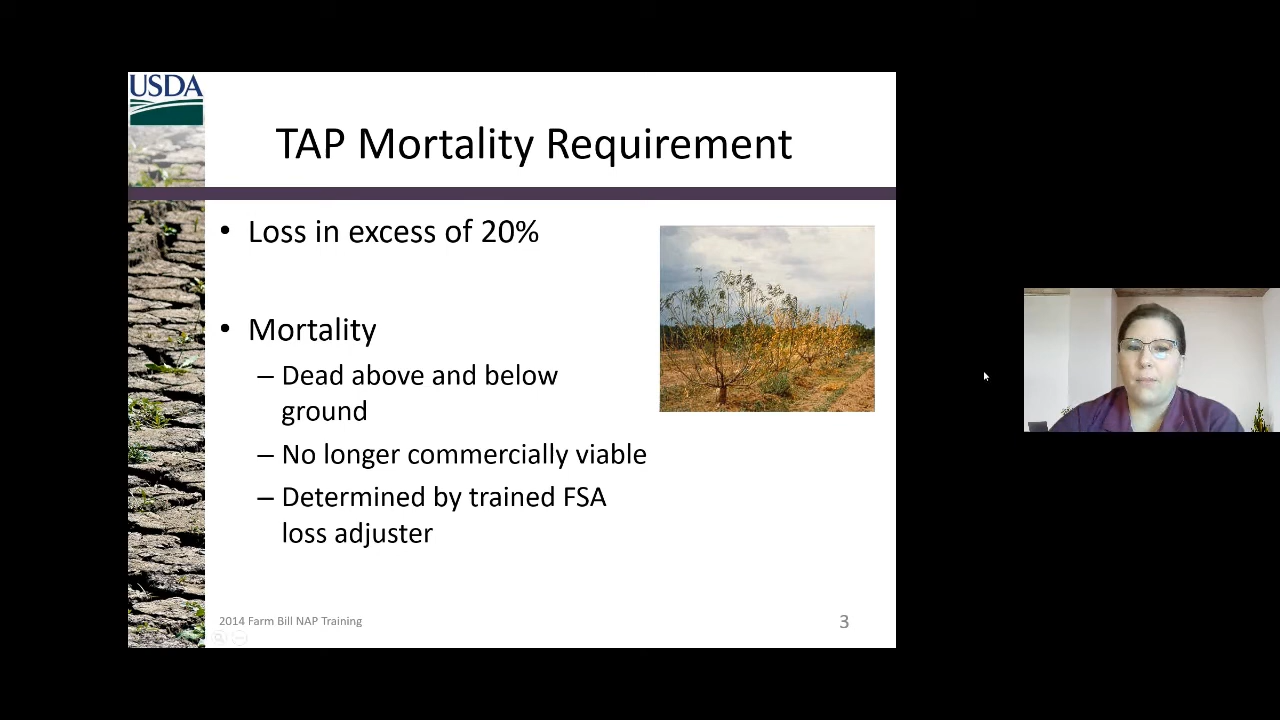 USDA
TAP Mortality Requirement
• Loss in excess of 20%
• Mortality
– Dead above and below
ground
– No longer commercially viable
– Determined by trained FSA
loss adjuster
2014 Farm Bill NAP Training
3